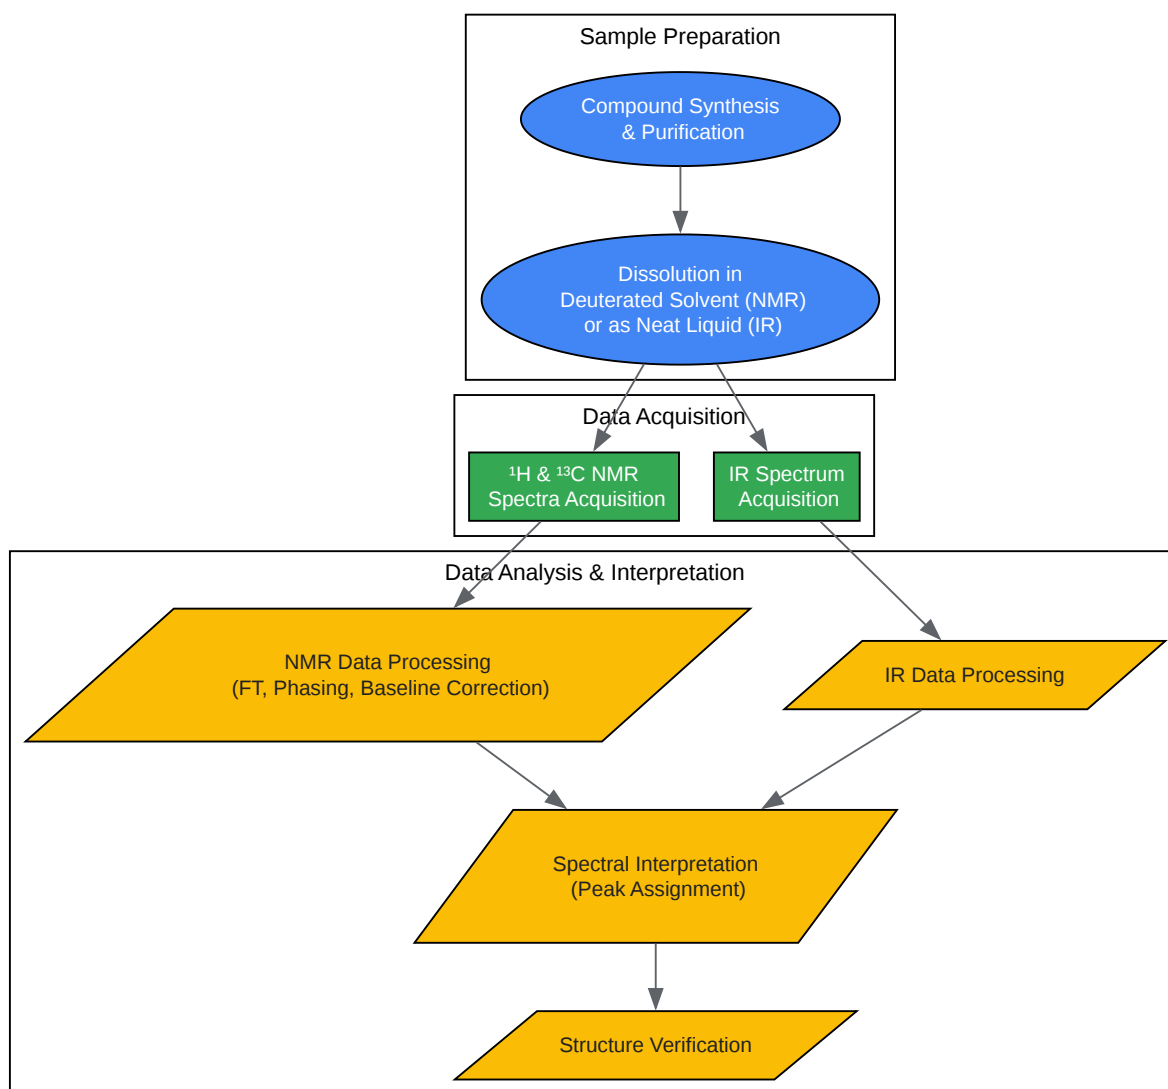 Sample Preparation
Compound Synthesis
& Purification
Dissolution in
Deuterated Solvent (NMR)
or as Neat Liquid (IR)
Data Acquisition
¹H & ¹³C NMR
Spectra Acquisition
IR Spectrum
Acquisition
Data Analysis & Interpretation
NMR Data Processing
(FT, Phasing, Baseline Correction)
IR Data Processing
Spectral Interpretation
(Peak Assignment)
Structure Verification